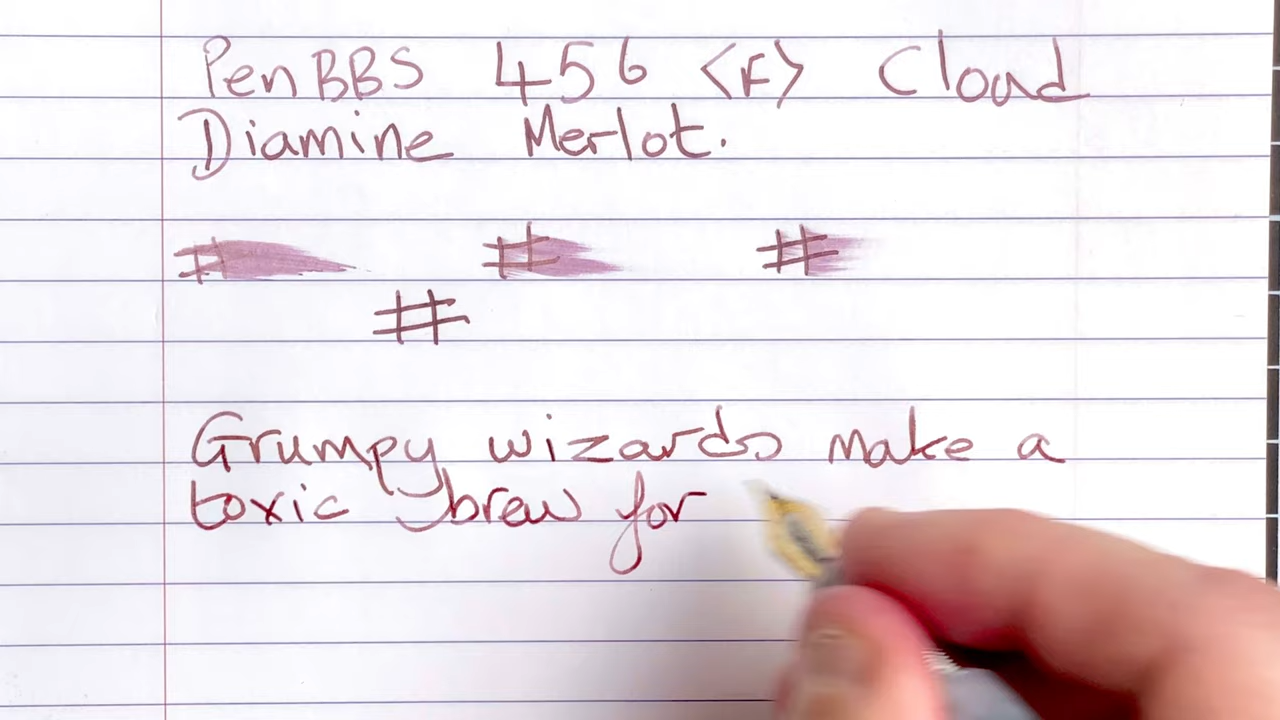 PenBBS 456 <F> Cloud
Diamine Merlot.
# # #
#
Grumpy wizards make a
toxic brew for